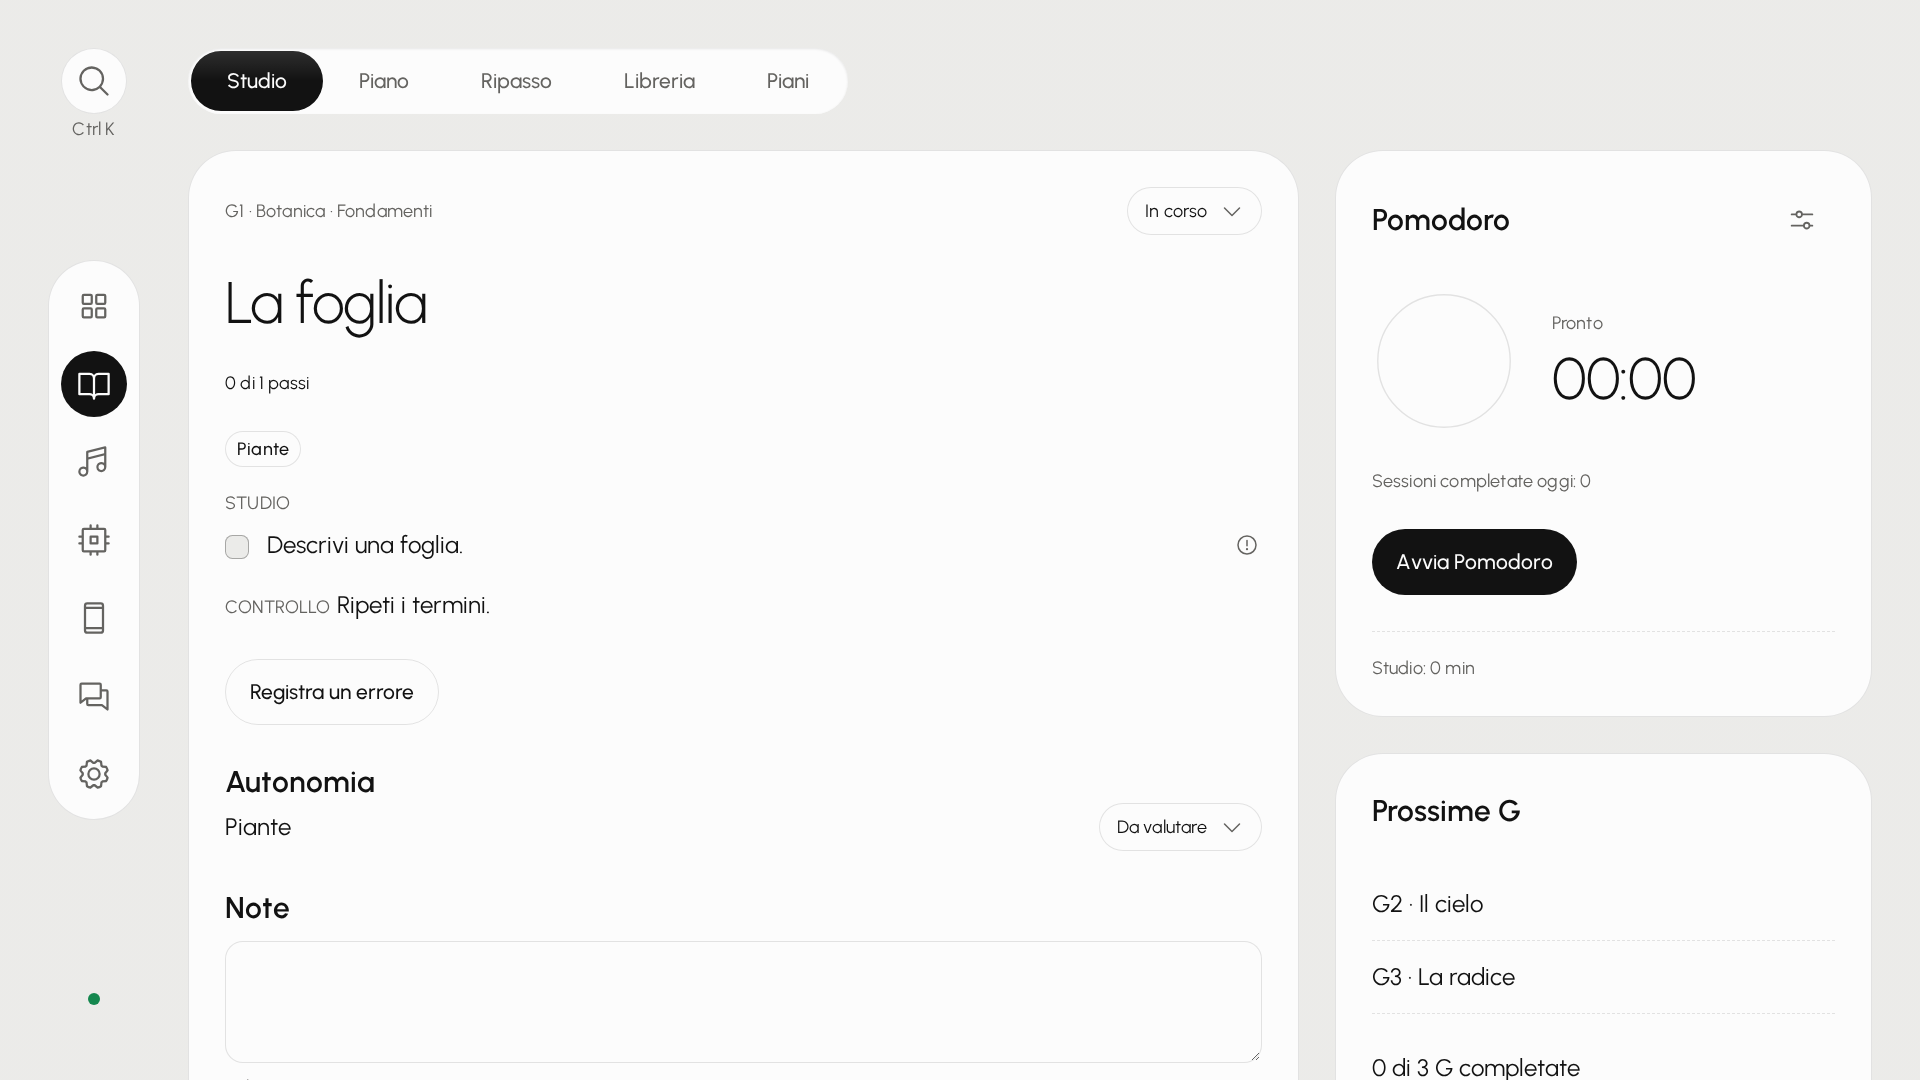 Ctrl K
Studio
Piano
Ripasso
Libreria
Piani
G1 · Botanica · Fondamenti
In corso
La foglia
0 di 1 passi
Piante
STUDIO
Descrivi una foglia.
CONTROLLO Ripeti i termini.
Registra un errore
Autonomia
Piante
Da valutare
Note
Pomodoro
Pronto
00:00
Sessioni completate oggi: 0
Avvia Pomodoro
Studio: 0 min
Prossime G
G2 · Il cielo
G3 · La radice
0 di 3 G completate